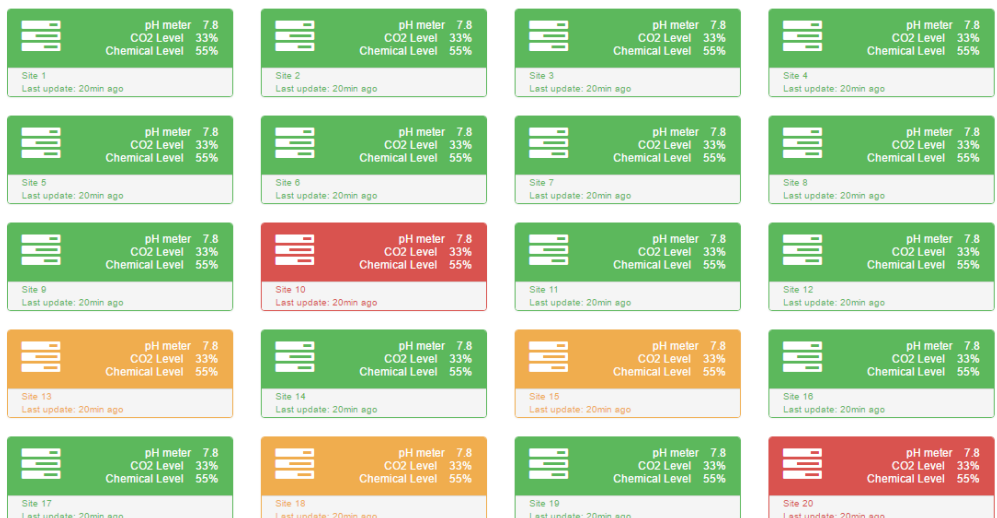 pH meter 7.8
CO2 Level 33%
Chemical Level 55%
Site 1
Last update: 20min ago
pH meter 7.8
CO2 Level 33%
Chemical Level 55%
Site 2
Last update: 20min ago
pH meter 7.8
CO2 Level 33%
Chemical Level 55%
Site 3
Last update: 20min ago
pH meter 7.8
CO2 Level 33%
Chemical Level 55%
Site 4
Last update: 20min ago
pH meter 7.8
CO2 Level 33%
Chemical Level 55%
Site 5
Last update: 20min ago
pH meter 7.8
CO2 Level 33%
Chemical Level 55%
Site 6
Last update: 20min ago
pH meter 7.8
CO2 Level 33%
Chemical Level 55%
Site 7
Last update: 20min ago
pH meter 7.8
CO2 Level 33%
Chemical Level 55%
Site 8
Last update: 20min ago
pH meter 7.8
CO2 Level 33%
Chemical Level 55%
Site 9
Last update: 20min ago
pH meter 7.8
CO2 Level 33%
Chemical Level 55%
Site 10
Last update: 20min ago
pH meter 7.8
CO2 Level 33%
Chemical Level 55%
Site 11
Last update: 20min ago
pH meter 7.8
CO2 Level 33%
Chemical Level 55%
Site 12
Last update: 20min ago
pH meter 7.8
CO2 Level 33%
Chemical Level 55%
Site 13
Last update: 20min ago
pH meter 7.8
CO2 Level 33%
Chemical Level 55%
Site 14
Last update: 20min ago
pH meter 7.8
CO2 Level 33%
Chemical Level 55%
Site 15
Last update: 20min ago
pH meter 7.8
CO2 Level 33%
Chemical Level 55%
Site 16
Last update: 20min ago
pH meter 7.8
CO2 Level 33%
Chemical Level 55%
Site 17
Last update: 20min ago
pH meter 7.8
CO2 Level 33%
Chemical Level 55%
Site 18
Last update: 20min ago
pH meter 7.8
CO2 Level 33%
Chemical Level 55%
Site 19
Last update: 20min ago
pH meter 7.8
CO2 Level 33%
Chemical Level 55%
Site 20
Last update: 20min ago